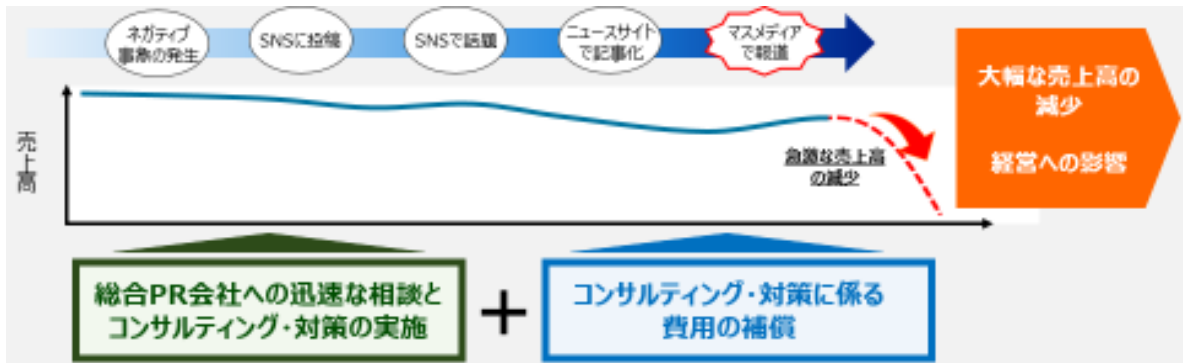 ネガティブ
事象の発生
SNSに投稿
SNSで話題
ニュースサイト
で記事化
マスメディア
で報道
大幅な売上高の
減少
経営への影響
売上高
急激な売上高
の減少
総合PR会社への迅速な相談と
コンサルティング・対策の実施
+
コンサルティング・対策に係る
費用の補償